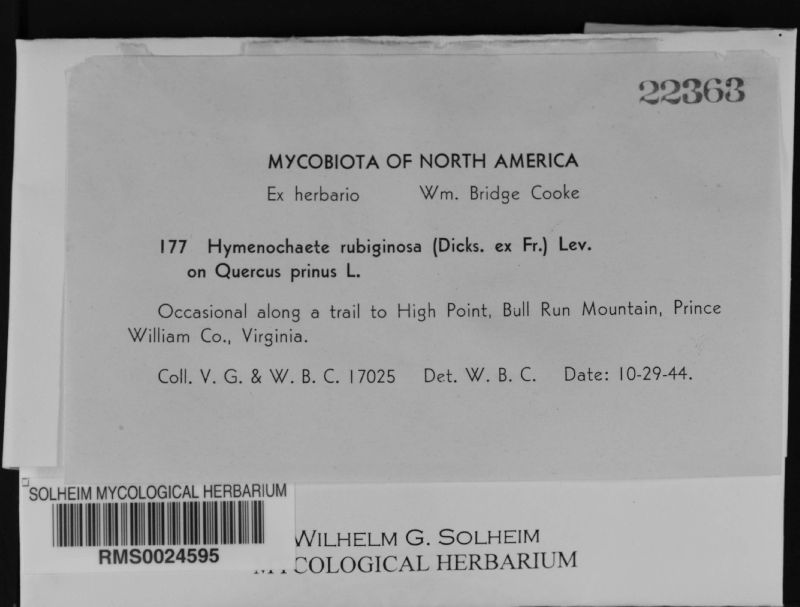 22363
MYCOBIOTA OF NORTH AMERICA
Ex herbario Wm. Bridge Cooke
177 Hymenochaete rubiginosa (Dicks. ex Fr.) Lev.
on Quercus prinus L.
Occasional along a trail to High Point, Bull Run Mountain, Prince
William Co., Virginia.
Coll. V. G. & W. B. C. 17025 Det. W. B. C. Date: 10-29-44.
SOLHEIM MYCOLOGICAL HERBARIUM
RMS0024595
WILHELM G. SOLHEIM
MYCOLOGICAL HERBARIUM